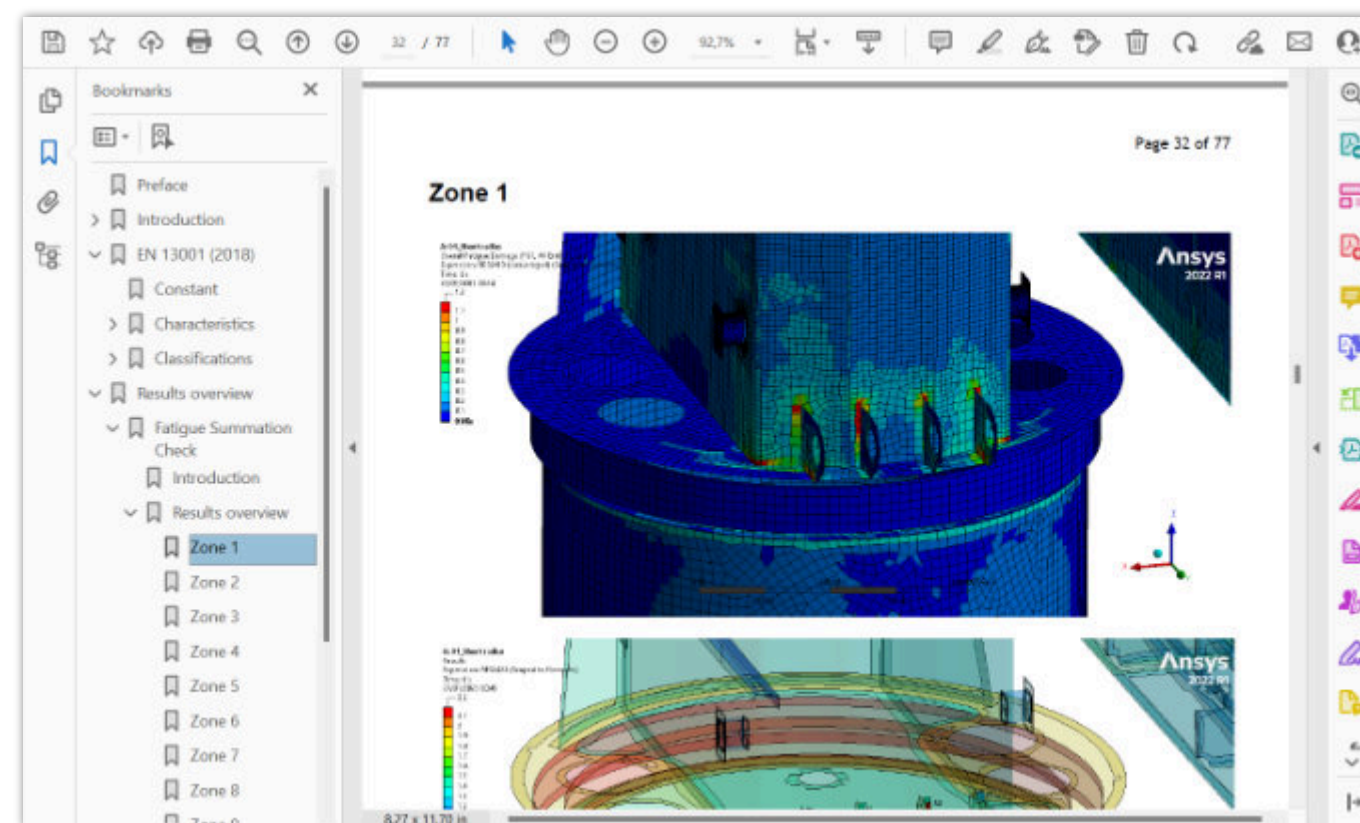 32 / 77
92,7%
Bookmarks
Preface
Introduction
EN 13001 (2018)
Constant
Characteristics
Classifications
Results overview
Fatigue Summation
Check
Introduction
Results overview
Zone 1
Zone 2
Zone 3
Zone 4
Zone 5
Zone 6
Zone 7
Zone 8
Page 32 of 77
Zone 1
Ansys
2022 R1
Ansys
2022 R1
8.27 x 11.70 in